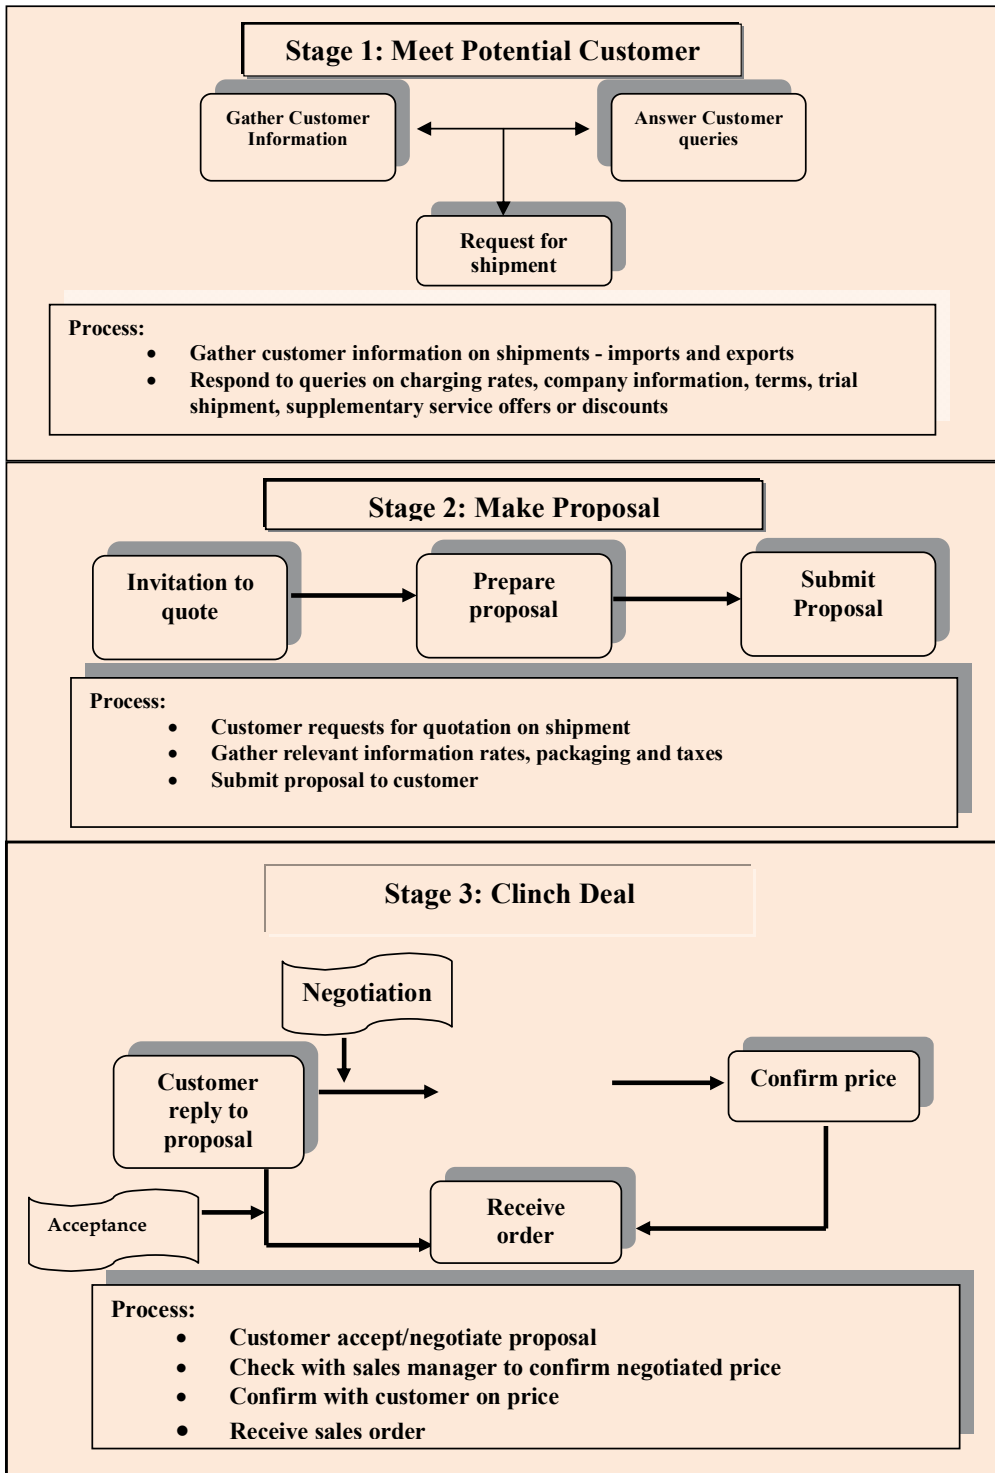 Stage 1: Meet Potential Customer
Gather Customer
Information
Answer Customer
queries
Request for
shipment
Process:
• Gather customer information on shipments - imports and exports
• Respond to queries on charging rates, company information, terms, trial
shipment, supplementary service offers or discounts
Stage 2: Make Proposal
Invitation to
quote
Prepare
proposal
Submit
Proposal
Process:
• Customer requests for quotation on shipment
• Gather relevant information rates, packaging and taxes
• Submit proposal to customer
Stage 3: Clinch Deal
Negotiation
Customer
reply to
proposal
Confirm price
Acceptance
Receive
order
Process:
• Customer accept/negotiate proposal
• Check with sales manager to confirm negotiated price
• Confirm with customer on price
• Receive sales order